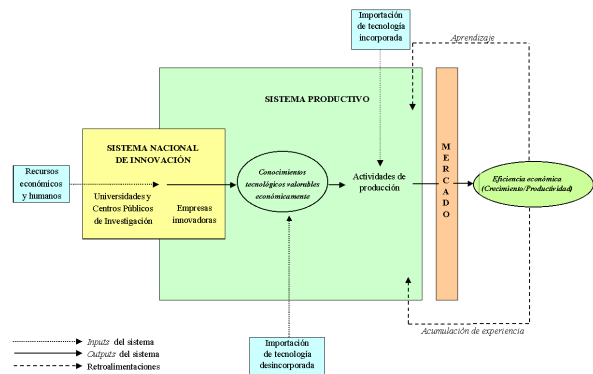 Importación
de tecnología
incorporada
Aprendizaje
SISTEMA PRODUCTIVO
SISTEMA NACIONAL
DE INNOVACIÓN
Recursos
económicos
y humanos
Universidades y
Centros Públicos
de Investigación
Empresas
innovadoras
Conocimientos
tecnológicos valorables
económicamente
Actividades de
producción
M
E
R
C
A
D
O
Eficiencia económica
(Crecimiento/Productividad)
Acumulación de experiencia
Importación
de tecnología
desincorporada
Inputs del sistema
Outputs del sistema
Retroalimentaciones